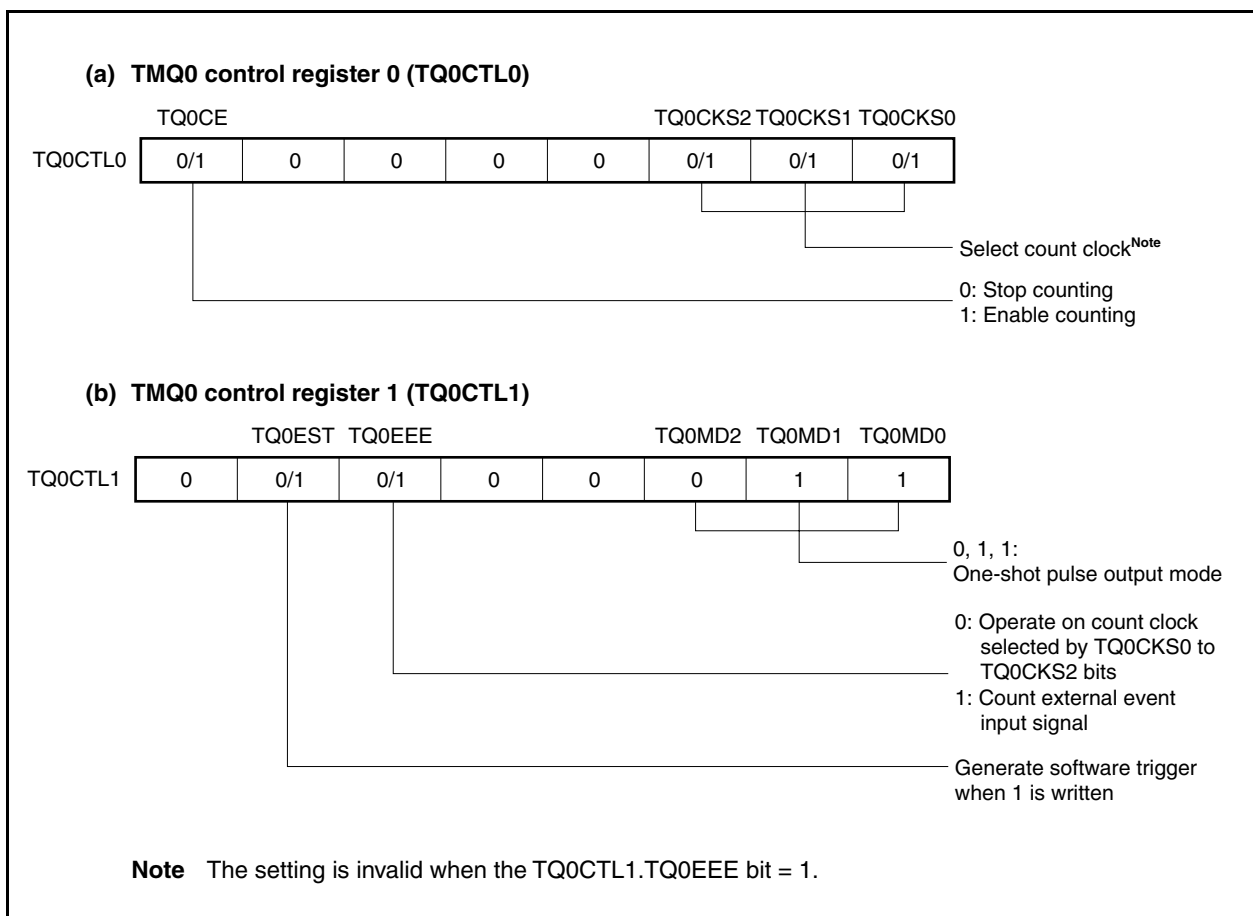 (a) TMQ0 control register 0 (TQ0CTL0)
TQ0CE TQ0CKS2 TQ0CKS1 TQ0CKS0
TQ0CTL0 0/1 0 0 0 0 0/1 0/1 0/1
Select count clockNote
0: Stop counting
1: Enable counting
(b) TMQ0 control register 1 (TQ0CTL1)
TQ0EST TQ0EEE TQ0MD2 TQ0MD1 TQ0MD0
TQ0CTL1 0 0/1 0/1 0 0 0 1 1
0, 1, 1:
One-shot pulse output mode
0: Operate on count clock
selected by TQ0CKS0 to
TQ0CKS2 bits
1: Count external event
input signal
Generate software trigger
when 1 is written
Note The setting is invalid when the TQ0CTL1.TQ0EEE bit = 1.